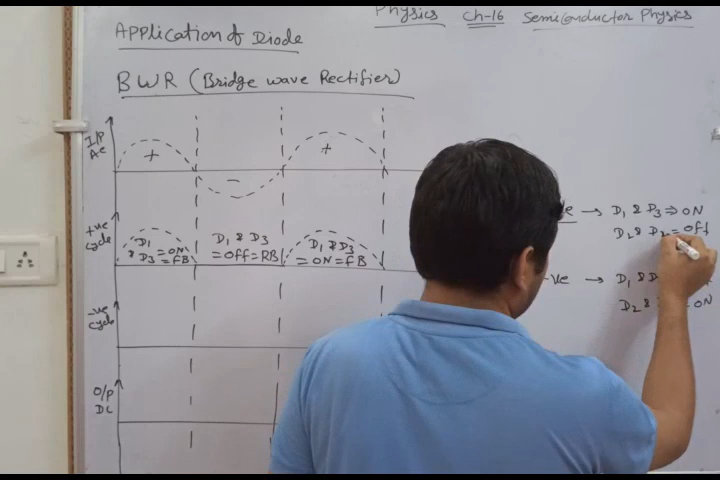 Physics Ch-16 Semiconductor Physics
Application of Diode
BWR (Bridge wave Rectifier)
I/P
Ac
+
−
+
+ve
cycle
D1
& D3 = ON
= FB
D1 & D3
= OFF = RB
D1 & D3
= ON = FB
-ve
cycle
O/P
DC
ve → D1 & D3 ⇒ ON
D2 & = Off
-ve → D1 &
D2 & ON